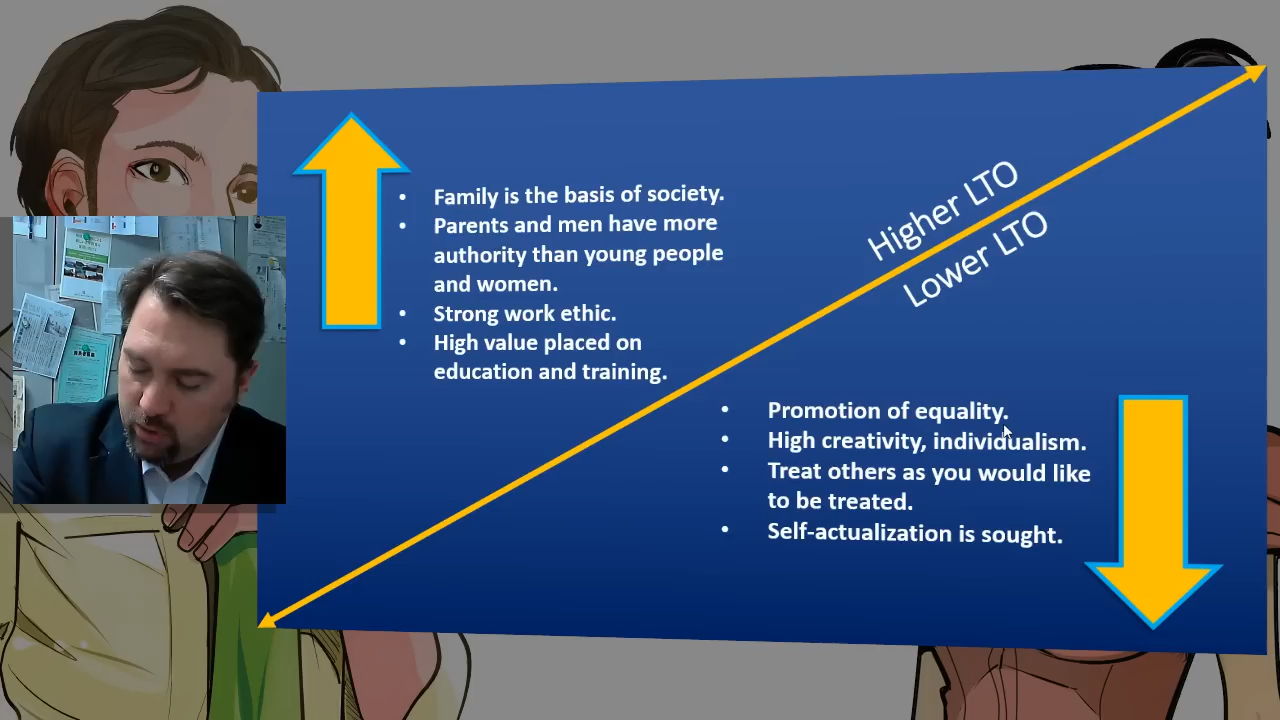 • Family is the basis of society.
• Parents and men have more
authority than young people
and women.
• Strong work ethic.
• High value placed on
education and training.
Higher LTO
Lower LTO
• Promotion of equality.
• High creativity, individualism.
• Treat others as you would like
to be treated.
• Self-actualization is sought.